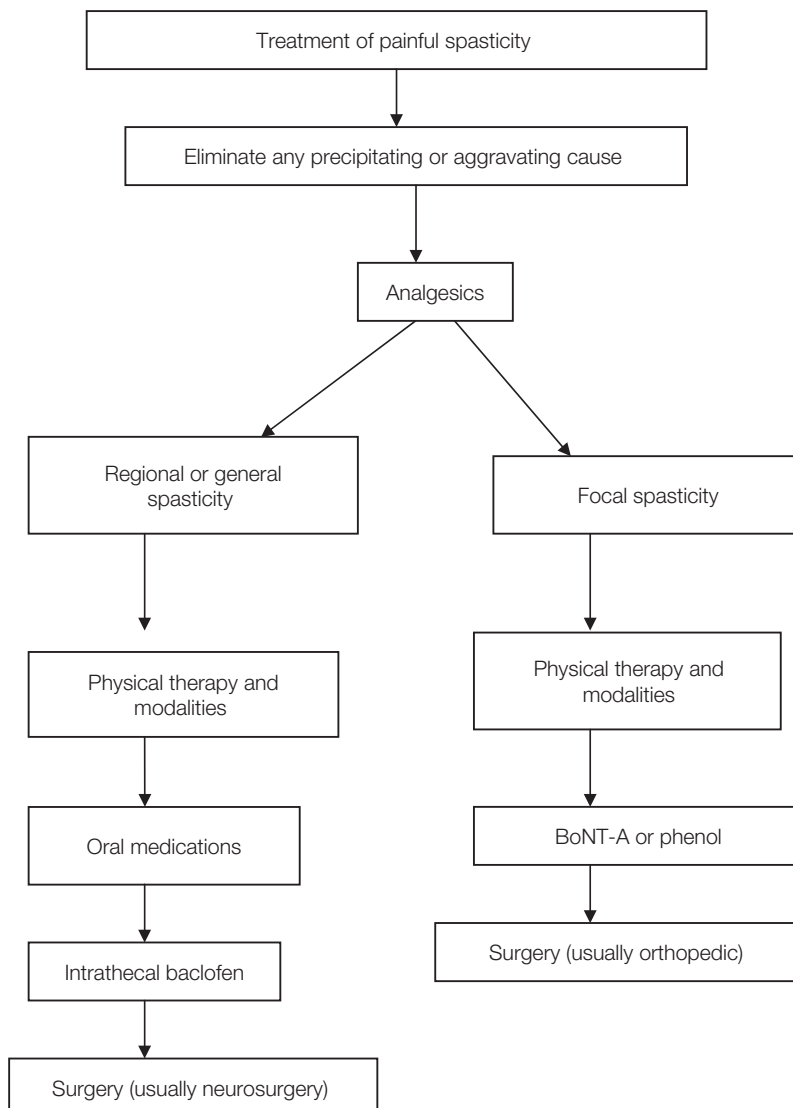 Treatment of painful spasticity
Eliminate any precipitating or aggravating cause
Analgesics
Regional or general
spasticity
Physical therapy and
modalities
Oral medications
Intrathecal baclofen
Surgery (usually neurosurgery)
Focal spasticity
Physical therapy and
modalities
BoNT-A or phenol
Surgery (usually orthopedic)